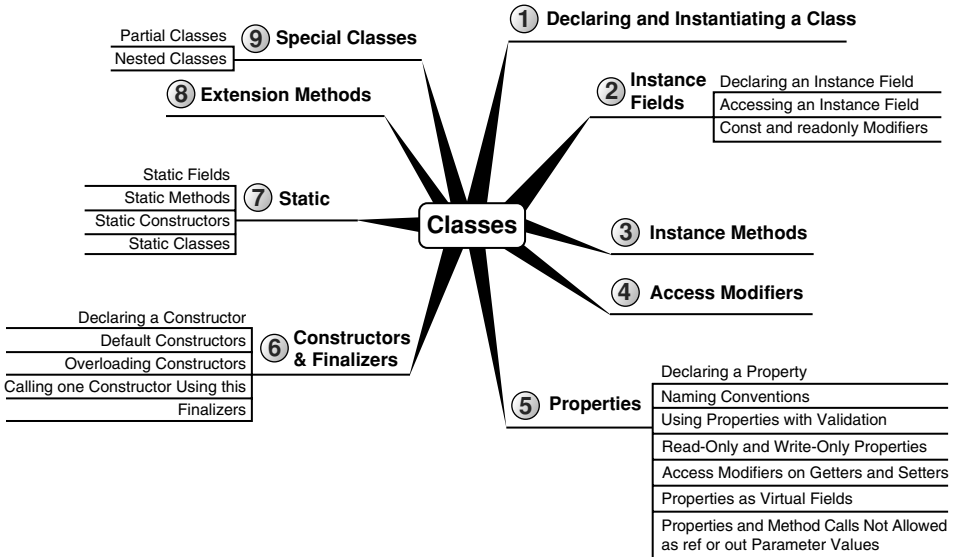 Classes
1 Declaring and Instantiating a Class
2 Instance
Fields
Declaring an Instance Field
Accessing an Instance Field
Const and readonly Modifiers
3 Instance Methods
4 Access Modifiers
5 Properties
Declaring a Property
Naming Conventions
Using Properties with Validation
Read-Only and Write-Only Properties
Access Modifiers on Getters and Setters
Properties as Virtual Fields
Properties and Method Calls Not Allowed
as ref or out Parameter Values
6 Constructors
& Finalizers
Declaring a Constructor
Default Constructors
Overloading Constructors
Calling one Constructor Using this
Finalizers
7 Static
Static Fields
Static Methods
Static Constructors
Static Classes
8 Extension Methods
9 Special Classes
Partial Classes
Nested Classes